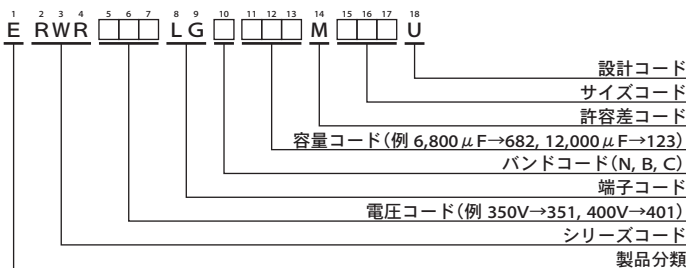 1 2 3 4 5 6 7 8 9 10 11 12 13 14 15 16 17 18
E RWR □□□ LG □ □□□ M □□□ U
設計コード
サイズコード
許容差コード
容量コード(例 6,800μF→682, 12,000μF→123)
バンドコード(N, B, C)
端子コード
電圧コード(例 350V→351, 400V→401)
シリーズコード
製品分類